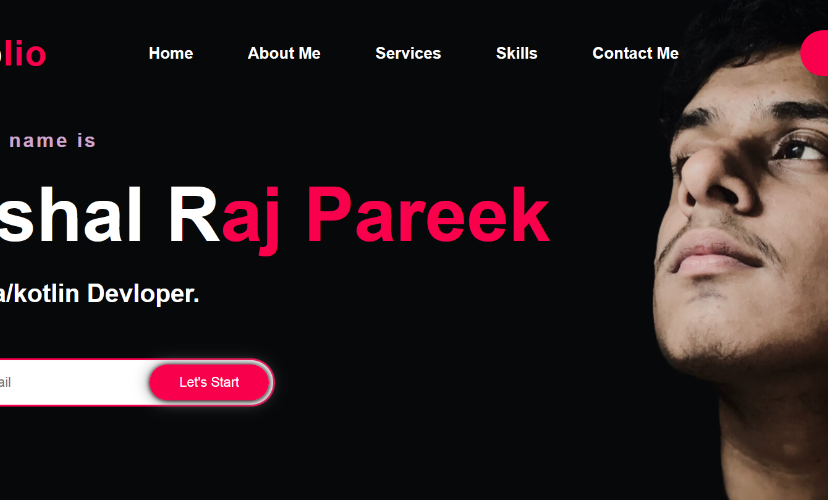 olio
Home About Me Services Skills Contact Me
name is
shal Raj Pareek
a/kotlin Devloper.
ail Let's Start